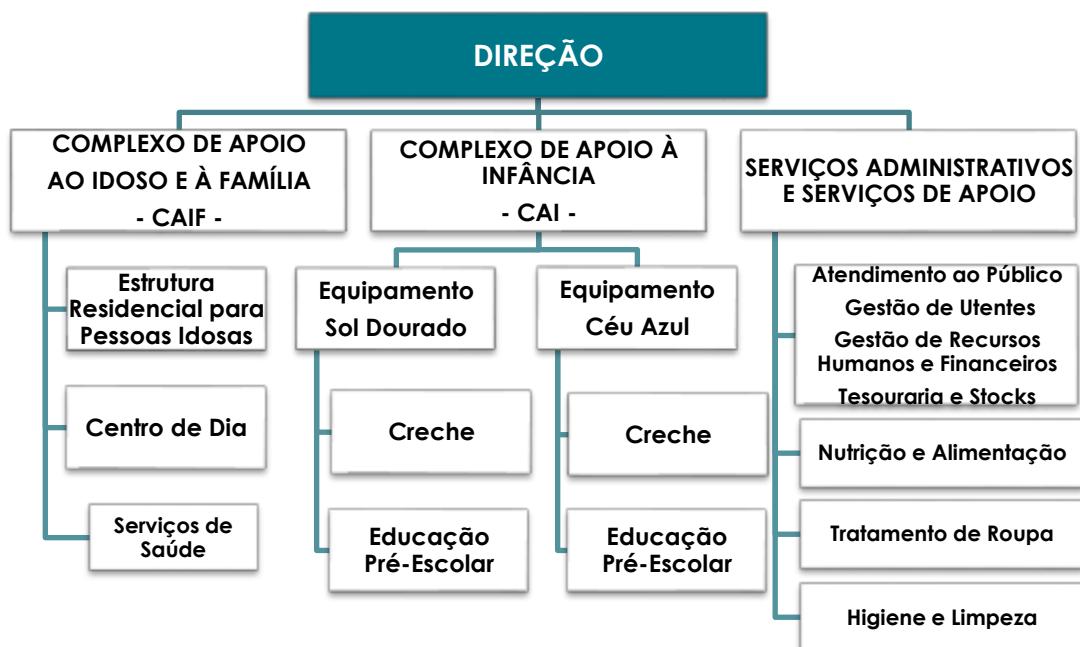 DIREÇÃO
COMPLEXO DE APOIO
AO IDOSO E À FAMÍLIA
- CAIF -
COMPLEXO DE APOIO À
INFÂNCIA
- CAI -
SERVIÇOS ADMINISTRATIVOS
E SERVIÇOS DE APOIO
Estrutura
Residencial para
Pessoas Idosas
Centro de Dia
Serviços de
Saúde
Equipamento
Sol Dourado
Creche
Educação
Pré-Escolar
Equipamento
Céu Azul
Creche
Educação
Pré-Escolar
Atendimento ao Público
Gestão de Utentes
Gestão de Recursos
Humanos e Financeiros
Tesouraria e Stocks
Nutrição e Alimentação
Tratamento de Roupa
Higiene e Limpeza